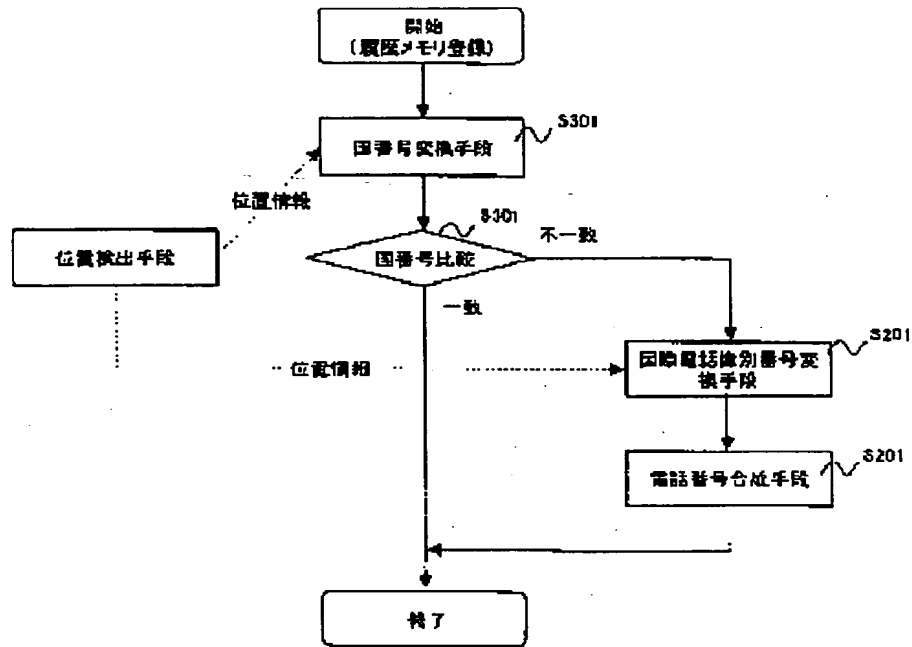 開始
(履歴メモリ登録)
S301
国番号変換手段
位置情報
S301
国番号比較
不一致
位置検出手段
一致
S201
国際電話識別番号変
換手段
位置情報
S201
電話番号合成手段
終了